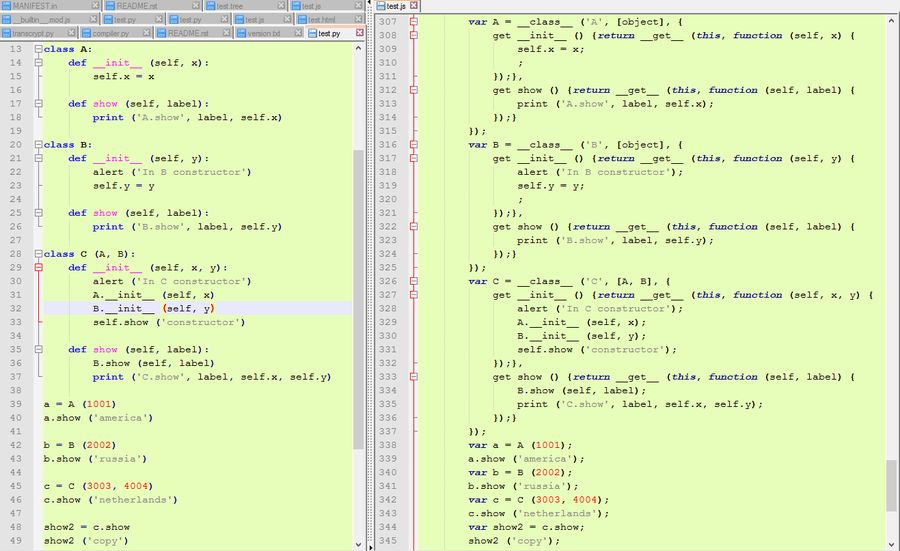 MANIFEST.in README.rst test.tree test.js
__builtin__mod.js test.py test.py test.js test.html
transcrypt.py compiler.py README.rst version.txt test.py
13 class A:
14 def __init__ (self, x):
15 self.x = x
16
17 def show (self, label):
18 print ('A.show', label, self.x)
19
20 class B:
21 def __init__ (self, y):
22 alert ('In B constructor')
23 self.y = y
24
25 def show (self, label):
26 print ('B.show', label, self.y)
27
28 class C (A, B):
29 def __init__ (self, x, y):
30 alert ('In C constructor')
31 A.__init__ (self, x)
32 B.__init__ (self, y)
33 self.show ('constructor')
34
35 def show (self, label):
36 B.show (self, label)
37 print ('C.show', label, self.x, self.y)
38
39 a = A (1001)
40 a.show ('america')
41
42 b = B (2002)
43 b.show ('russia')
44
45 c = C (3003, 4004)
46 c.show ('netherlands')
47
48 show2 = c.show
49 show2 ('copy')
test.js
307 var A = __class__ ('A', [object], {
308 get __init__ () {return __get__ (this, function (self, x) {
309 self.x = x;
310 ;
311 });},
312 get show () {return __get__ (this, function (self, label) {
313 print ('A.show', label, self.x);
314 });}
315 });
316 var B = __class__ ('B', [object], {
317 get __init__ () {return __get__ (this, function (self, y) {
318 alert ('In B constructor');
319 self.y = y;
320 ;
321 });},
322 get show () {return __get__ (this, function (self, label) {
323 print ('B.show', label, self.y);
324 });}
325 });
326 var C = __class__ ('C', [A, B], {
327 get __init__ () {return __get__ (this, function (self, x, y) {
328 alert ('In C constructor');
329 A.__init__ (self, x);
330 B.__init__ (self, y);
331 self.show ('constructor');
332 });},
333 get show () {return __get__ (this, function (self, label) {
334 B.show (self, label);
335 print ('C.show', label, self.x, self.y);
336 });}
337 });
338 var a = A (1001);
339 a.show ('america');
340 var b = B (2002);
341 b.show ('russia');
342 var c = C (3003, 4004);
343 c.show ('netherlands');
344 var show2 = c.show;
345 show2 ('copy');